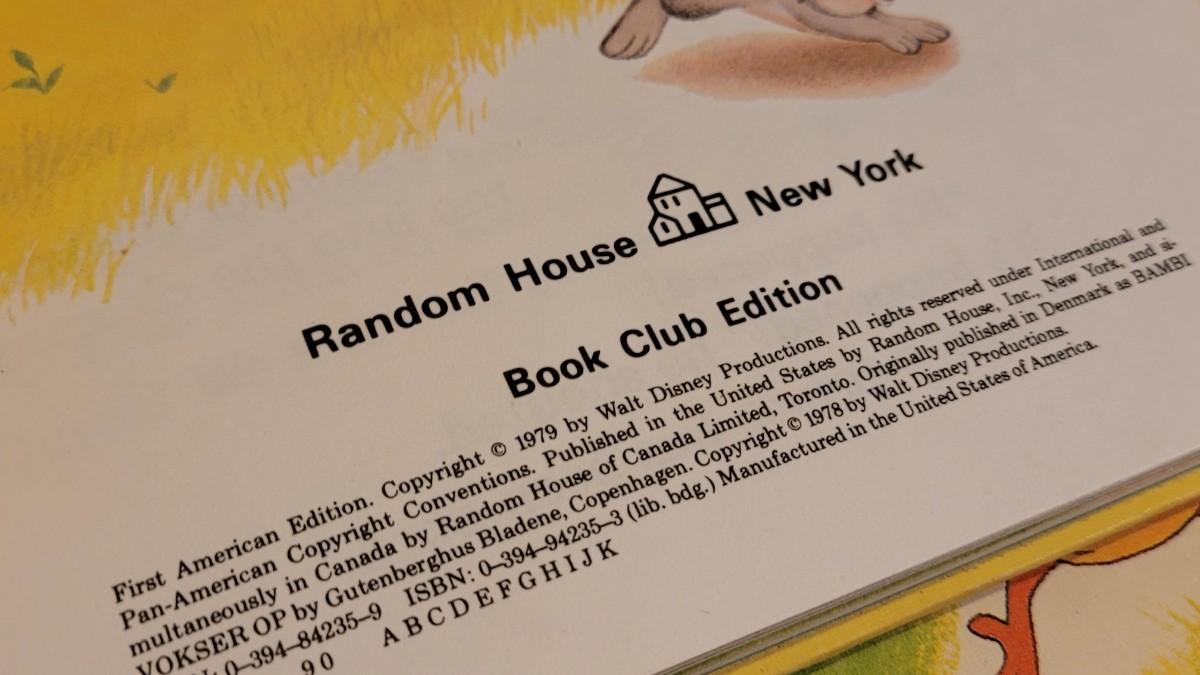 Random House New York
Book Club Edition
First American Edition. Copyright © 1979 by Walt Disney Productions. All rights reserved under International and
Pan-American Copyright Conventions. Published in the United States by Random House, Inc., New York, and si-
multaneously in Canada by Random House of Canada Limited, Toronto. Originally published in Denmark as BAMBI
VOKSER OP by Gutenberghus Bladene, Copenhagen. Copyright © 1978 by Walt Disney Productions.
0–394–84235–9 ISBN: 0–394–94235–3 (lib. bdg.) Manufactured in the United States of America.
9 0 A B C D E F G H I J K